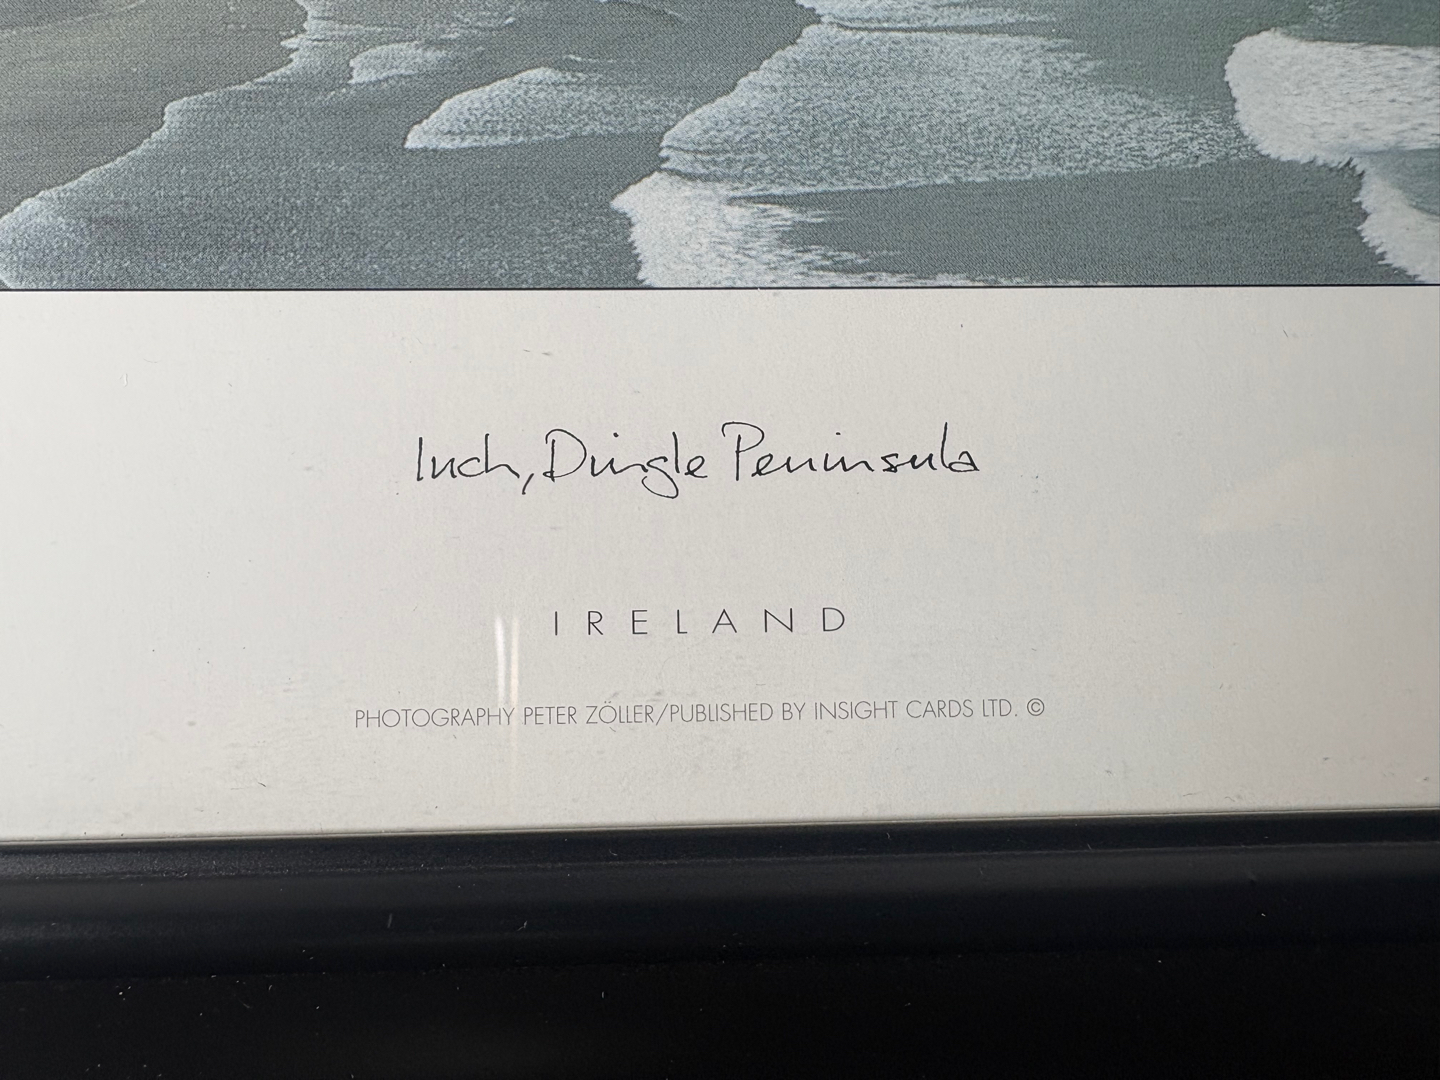 Inch, Dingle Peninsula
IRELAND
PHOTOGRAPHY PETER ZÖLLER/PUBLISHED BY INSIGHT CARDS LTD. ©